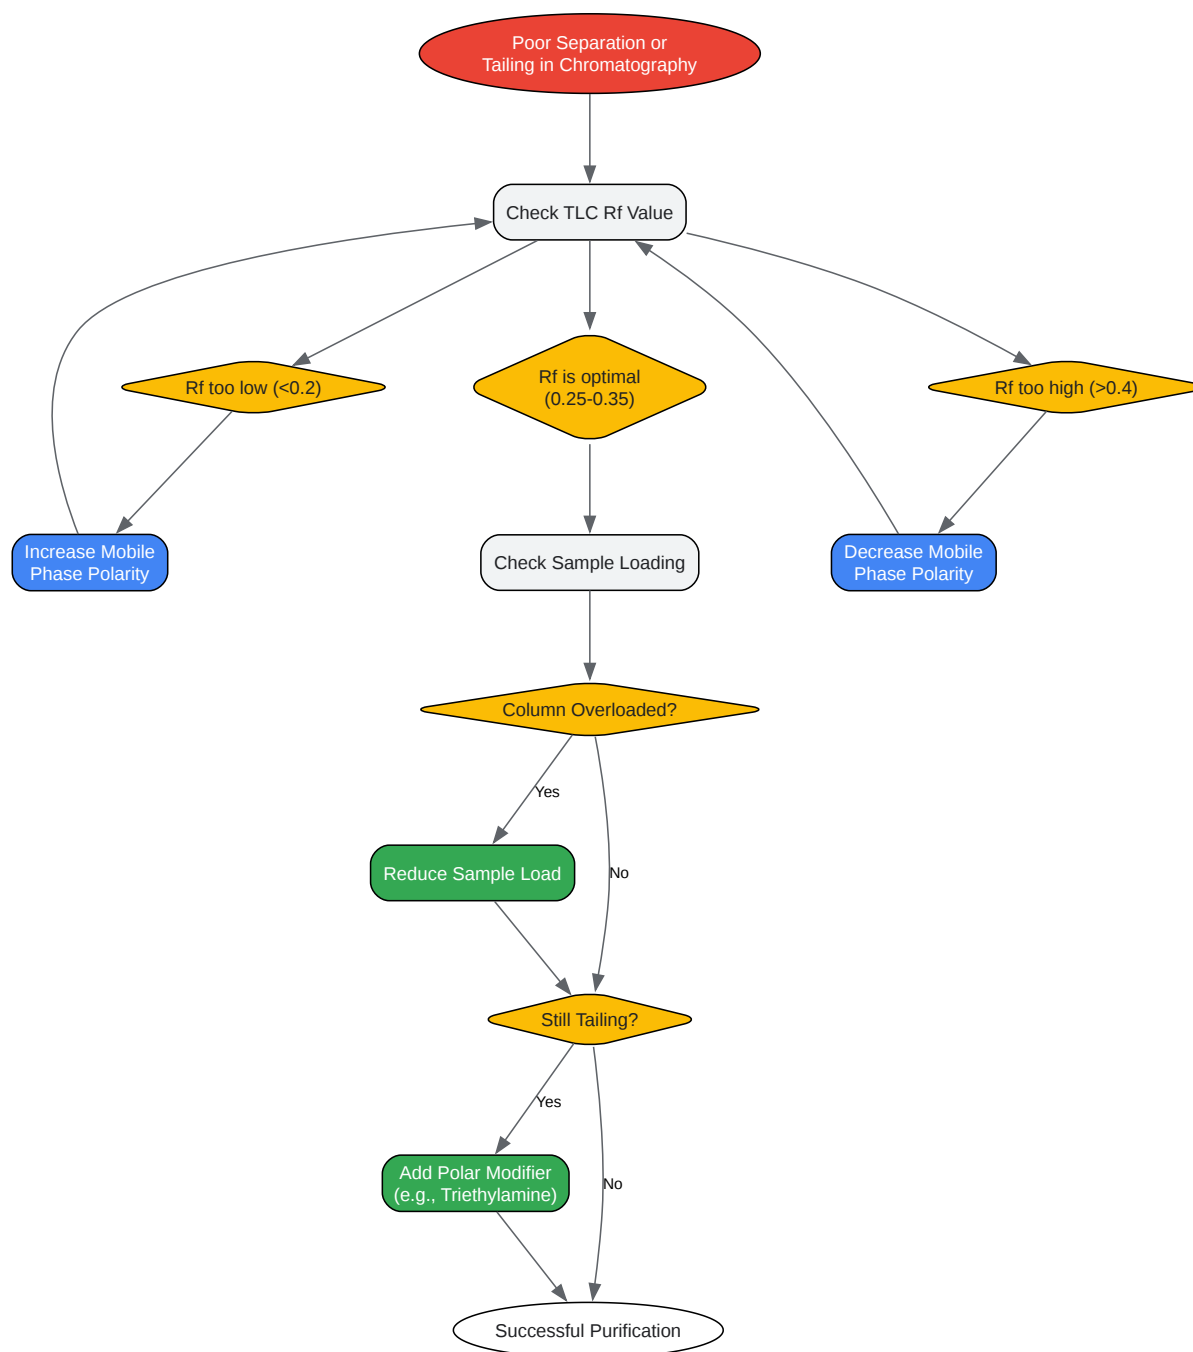 Poor Separation or
Tailing in Chromatography
Check TLC Rf Value
Rf too low (<0.2)
Rf is optimal
(0.25-0.35)
Rf too high (>0.4)
Increase Mobile
Phase Polarity
Check Sample Loading
Decrease Mobile
Phase Polarity
Column Overloaded?
Yes
Reduce Sample Load
No
Still Tailing?
Yes
Add Polar Modifier
(e.g., Triethylamine)
No
Successful Purification